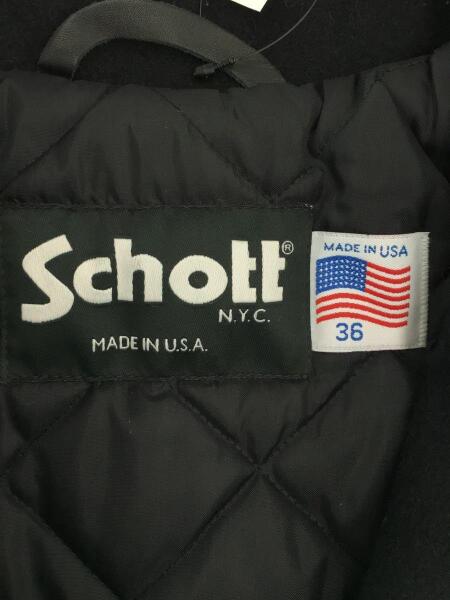 Schott®
N.Y.C.
MADE IN U.S.A.
MADE IN USA
36